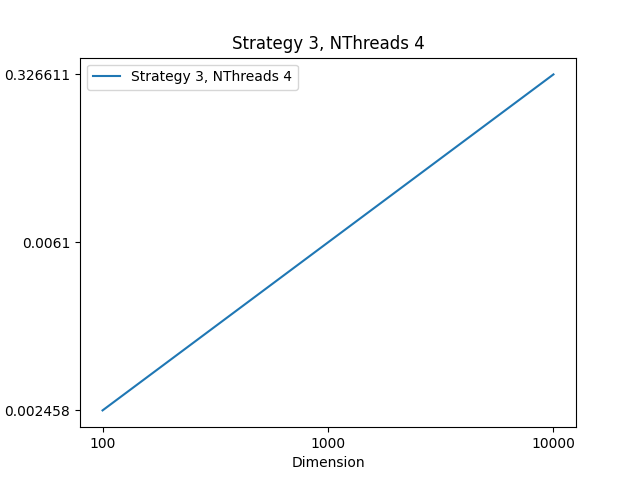 Strategy 3, NThreads 4
Strategy 3, NThreads 4
0.326611
0.0061
0.002458
100 1000 10000
Dimension